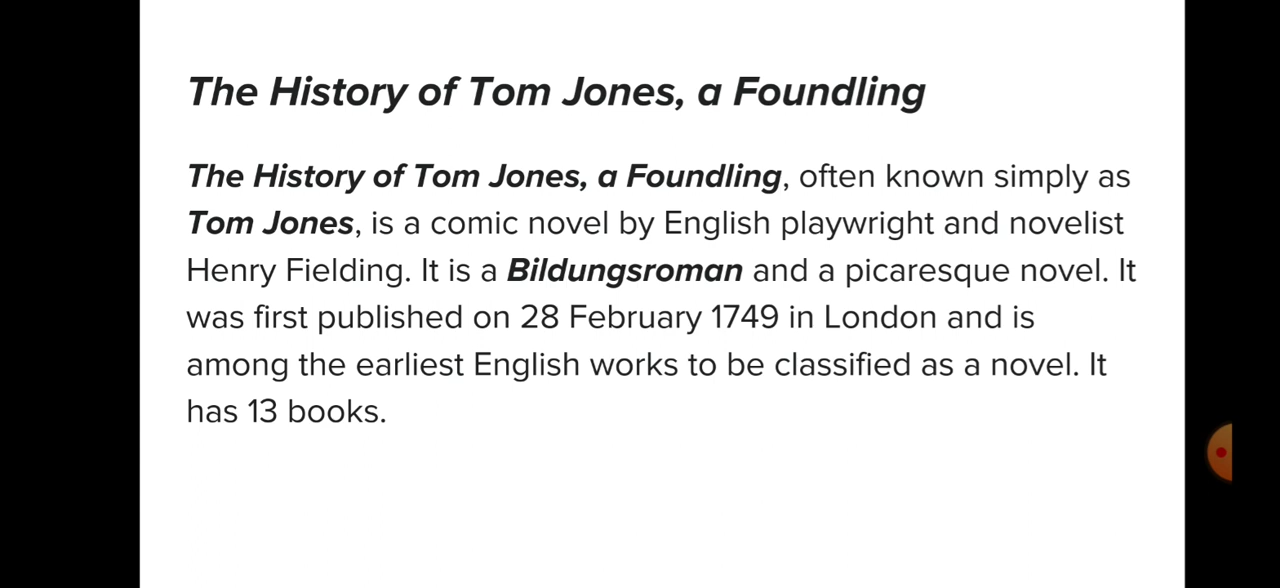 The History of Tom Jones, a Foundling
The History of Tom Jones, a Foundling, often known simply as
Tom Jones, is a comic novel by English playwright and novelist
Henry Fielding. It is a Bildungsroman and a picaresque novel. It
was first published on 28 February 1749 in London and is
among the earliest English works to be classified as a novel. It
has 13 books.